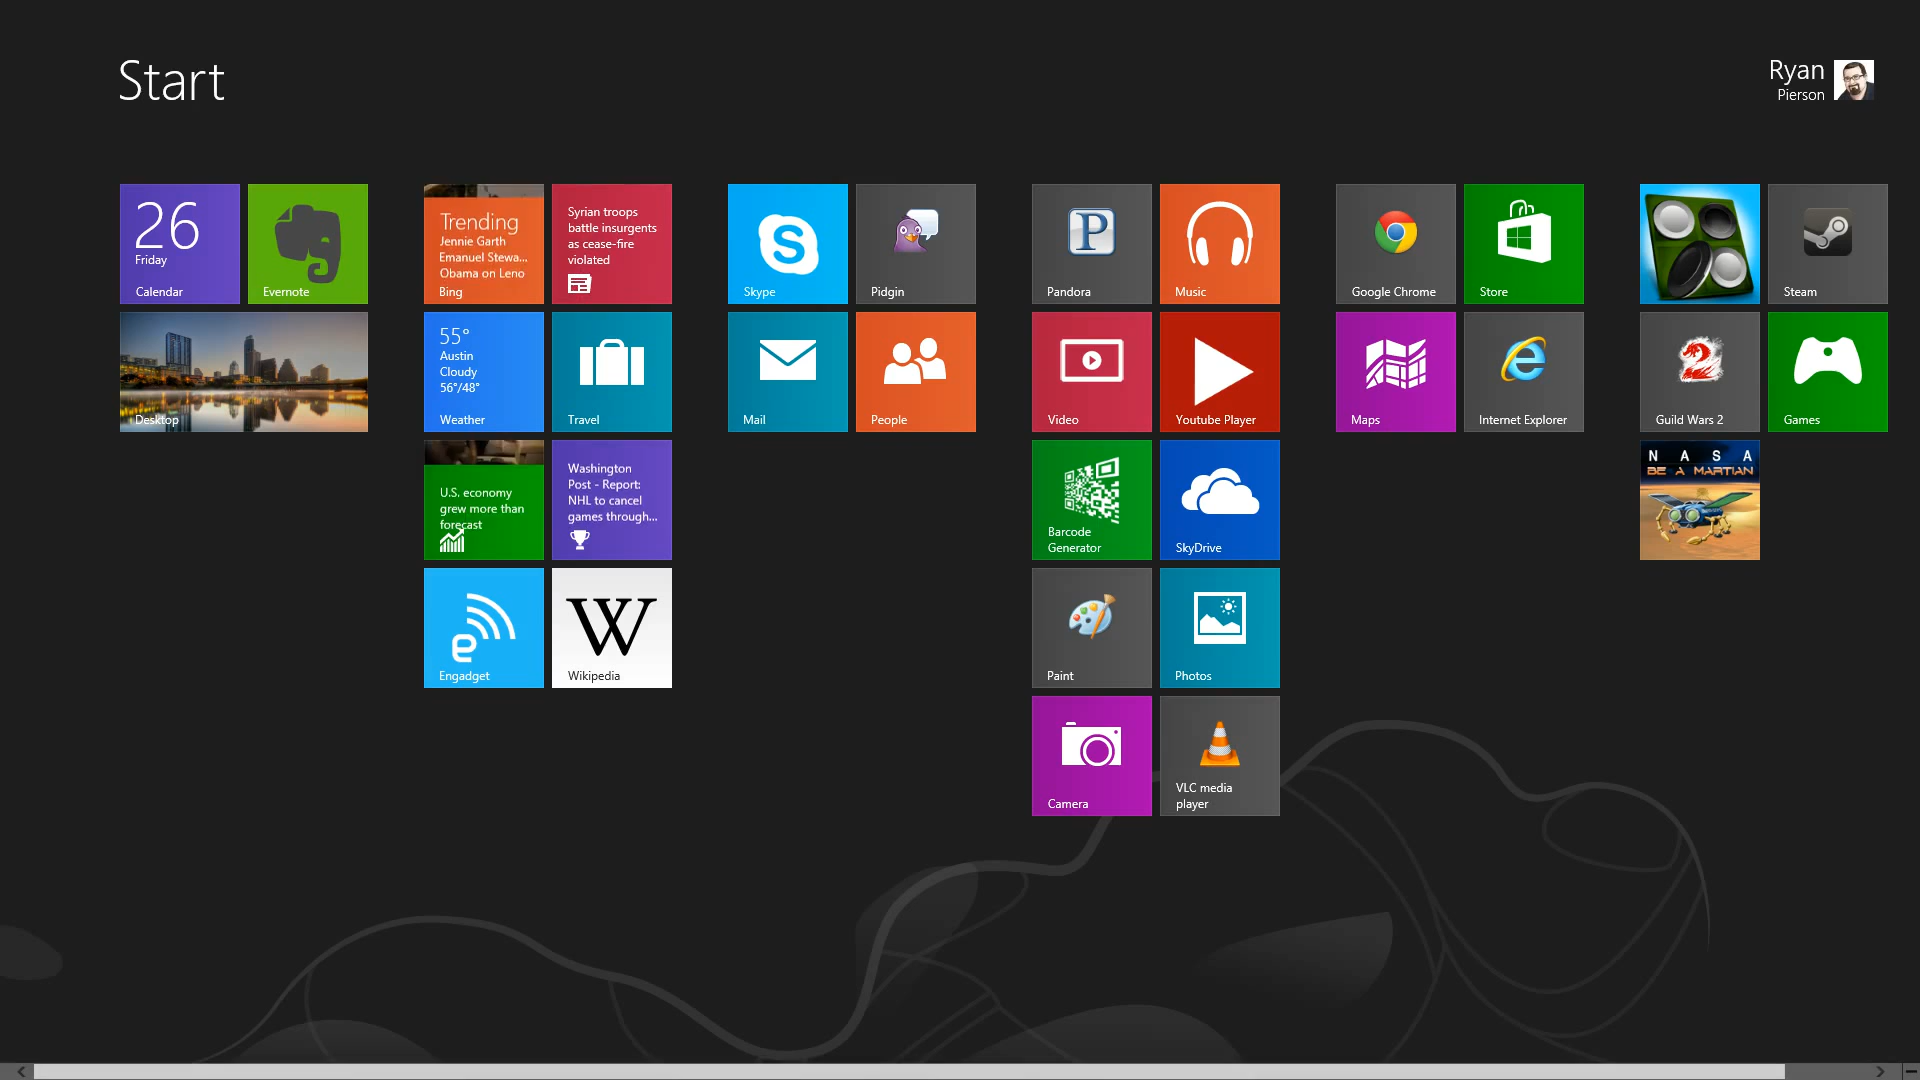 Start
Ryan
Pierson
26
Friday
Calendar
Evernote
Desktop
Trending
Jennie Garth
Emanuel Stewa...
Obama on Leno
Bing
Syrian troops
battle insurgents
as cease-fire
violated
55°
Austin
Cloudy
56°/48°
Weather
Travel
U.S. economy
grew more than
forecast
Washington
Post - Report:
NHL to cancel
games through...
e
Engadget
W
Wikipedia
S
Skype
Pidgin
Mail
People
P
Pandora
Music
Video
Youtube Player
Barcode
Generator
SkyDrive
Paint
Photos
Camera
VLC media
player
Google Chrome
Store
Maps
Internet Explorer
Steam
2
Guild Wars 2
Games
NASA
BE A MARTIAN